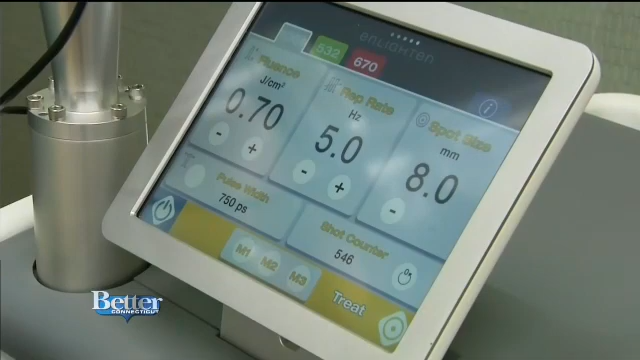 enlighten
532
670
Fluence
J/cm²
0.70
Rep Rate
Hz
5.0
Spot Size
mm
8.0
Pulse Width
750 ps
Shot Counter
546
M1 M2 M3
Treat
Better
CONNECTION